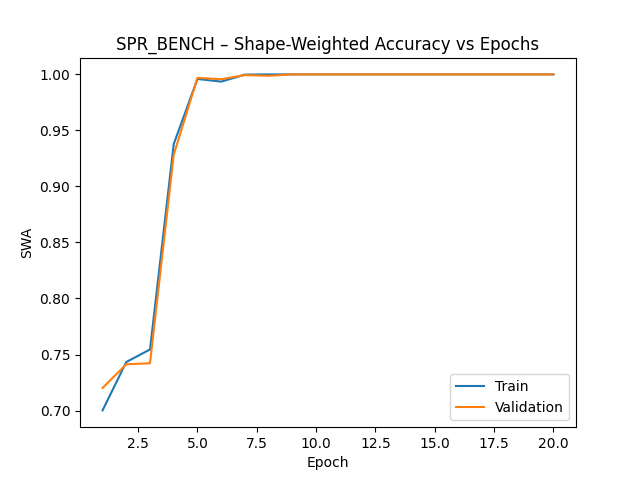 SPR_BENCH – Shape-Weighted Accuracy vs Epochs
1.00
0.95
0.90
0.85
0.80
0.75
0.70
SWA
2.5 5.0 7.5 10.0 12.5 15.0 17.5 20.0
Epoch
Train
Validation